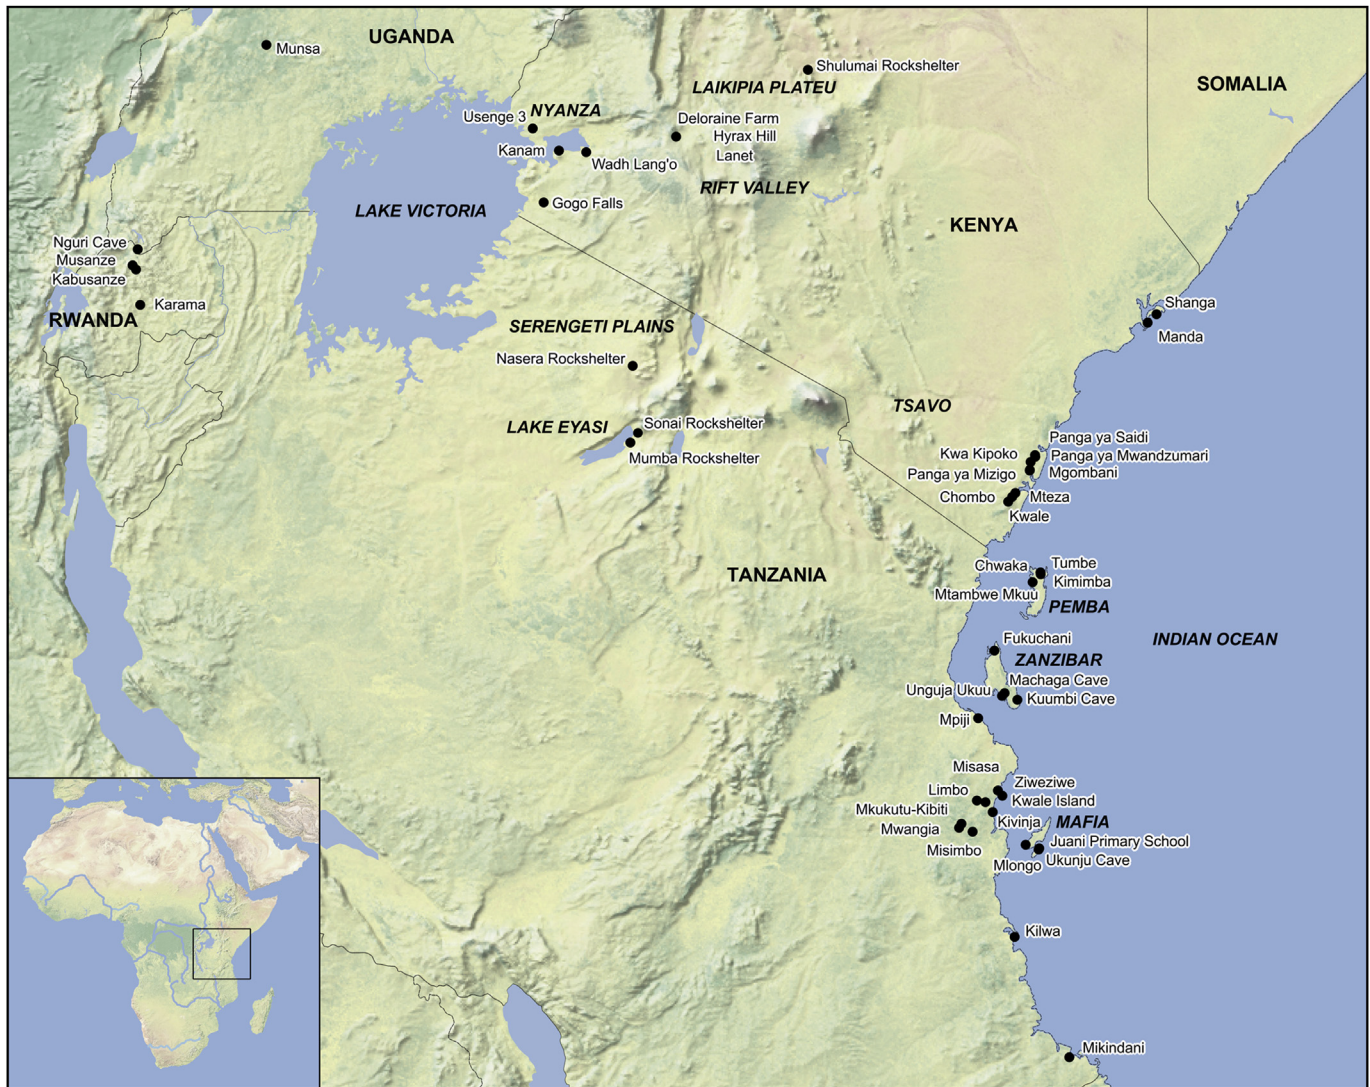 UGANDA
Munsa
Shulumai Rockshelter
LAIKIPIA PLATEU
SOMALIA
Usenge 3
NYANZA
Deloraine Farm
Hyrax Hill
Lanet
Kanam
Wadh Lang'o
RIFT VALLEY
Gogo Falls
LAKE VICTORIA
KENYA
Nguri Cave
Musanze
Kabusanze
Karama
RWANDA
Shanga
Manda
SERENGETI PLAINS
Nasera Rockshelter
TSAVO
LAKE EYASI
Sonai Rockshelter
Mumba Rockshelter
Panga ya Saidi
Kwa Kipoko
Panga ya Mwandzumari
Panga ya Mizigo
Mgombani
Chombo
Mteza
Kwale
Chwaka
Tumbe
Kimimba
Mtambwe Mkuu
PEMBA
TANZANIA
INDIAN OCEAN
Fukuchani
ZANZIBAR
Machaga Cave
Unguja Ukuu
Kuumbi Cave
Mpiji
Misasa
Ziweziwe
Limbo
Kwale Island
Mkukutu-Kibiti
Kivinja
MAFIA
Mwangia
Juani Primary School
Misimbo
Ukunju Cave
Mlongo
Kilwa
Mikindani